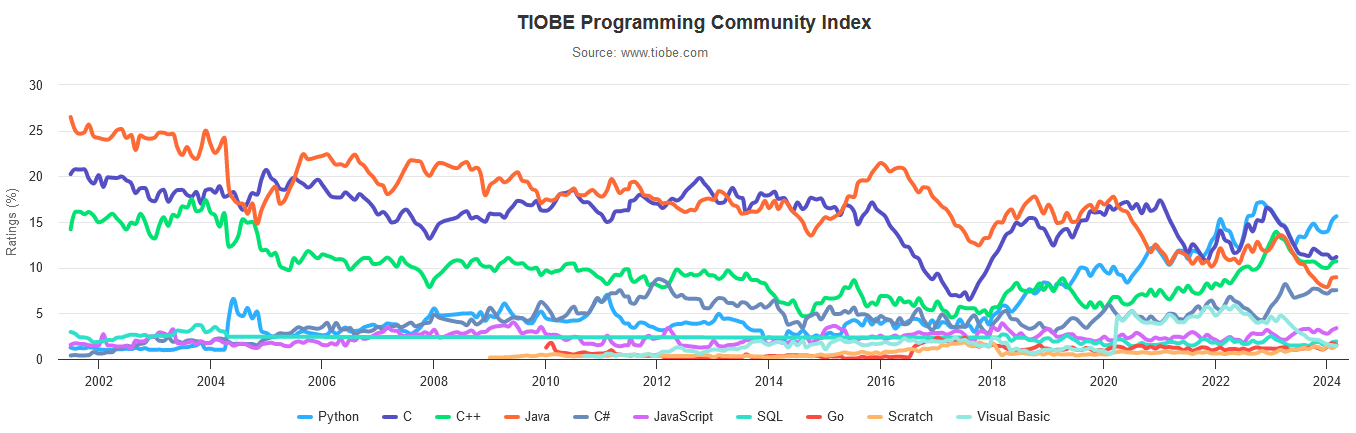 TIOBE Programming Community Index
Source: www.tiobe.com
Ratings (%)
30
25
20
15
10
5
0
2002 2004 2006 2008 2010 2012 2014 2016 2018 2020 2022 2024
Python C C++ Java C# JavaScript SQL Go Scratch Visual Basic